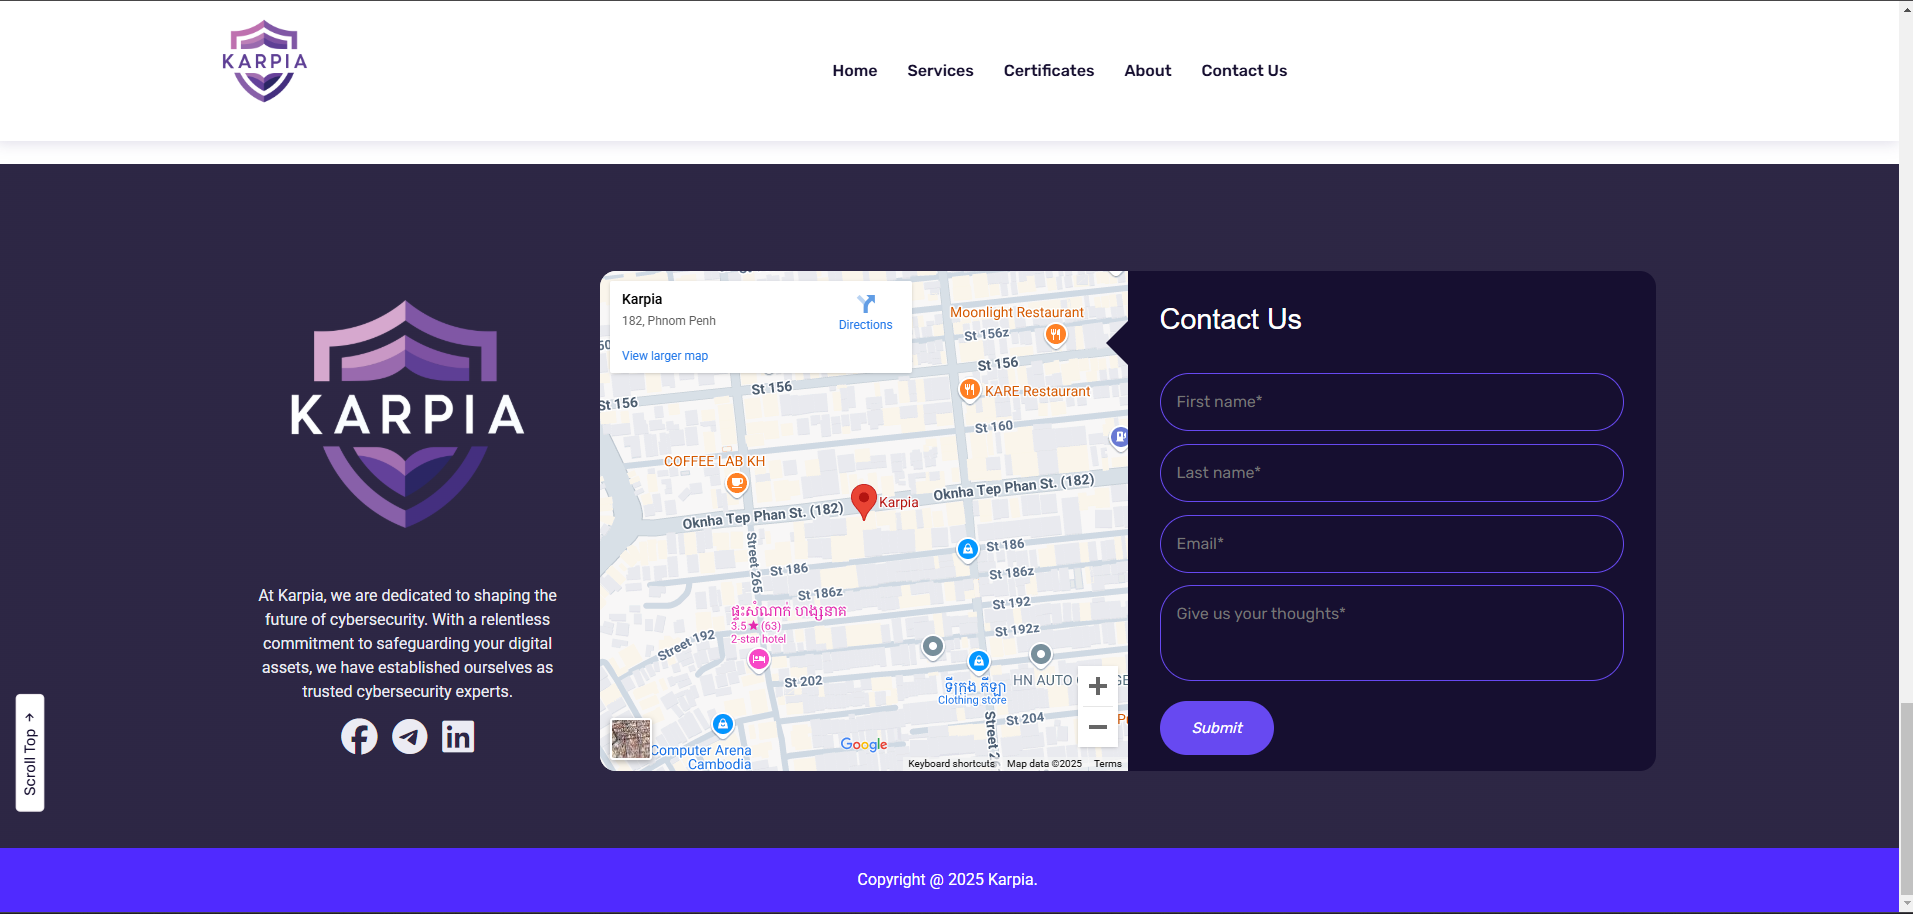 KARPIA
Home
Services
Certificates
About
Contact Us
KARPIA
At Karpia, we are dedicated to shaping the
future of cybersecurity. With a relentless
commitment to safeguarding your digital
assets, we have established ourselves as
trusted cybersecurity experts.
Scroll Top →
Karpia
182, Phnom Penh
Directions
View larger map
Moonlight Restaurant
St 156z
St 156
St 156
St 156
KARE Restaurant
St 160
COFFEE LAB KH
Oknha Tep Phan St. (182)
Oknha Tep Phan St. (182)
Karpia
Street 265
St 186
St 186
St 186z
St 186z
ផ្ទះសំណាក់ ហង្សនាគ
3.5★ (63)
2-star hotel
St 192
St 192z
Street 192
St 202
ទីក្រុង កីឡា
Clothing store
HN AUTO
St 204
Computer Arena
Cambodia
Google
Keyboard shortcuts
Map data ©2025
Terms
Contact Us
First name*
Last name*
Email*
Give us your thoughts*
Submit
Copyright @ 2025 Karpia.